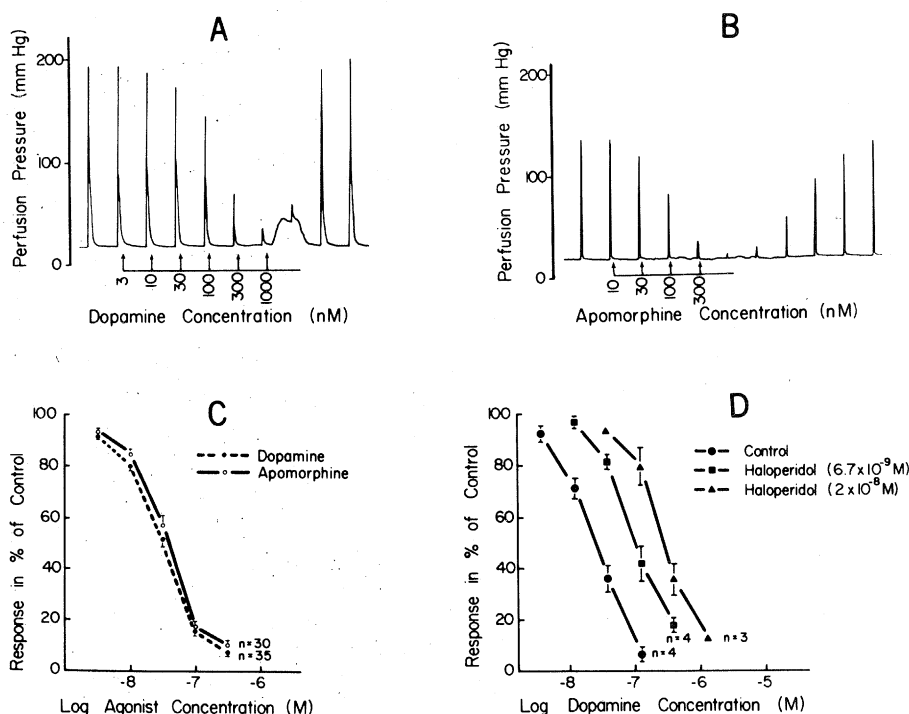 A
Perfusion Pressure (mm Hg)
200
100
0
3 10 30 100 300 1000
Dopamine Concentration (nM)
B
Perfusion Pressure (mm Hg)
200
100
0
10 30 100 300
Apomorphine Concentration (nM)
C
Response in % of Control
100
80
60
40
20
0
Dopamine
Apomorphine
n=30
n=35
-8 -7 -6
Log Agonist Concentration (M)
D
Response in % of Control
100
80
60
40
20
0
Control
Haloperidol (6.7x10⁻⁹M)
Haloperidol (2x10⁻⁸M)
n=4
n=4
n=3
-8 -7 -6 -5
Log Dopamine Concentration (M)